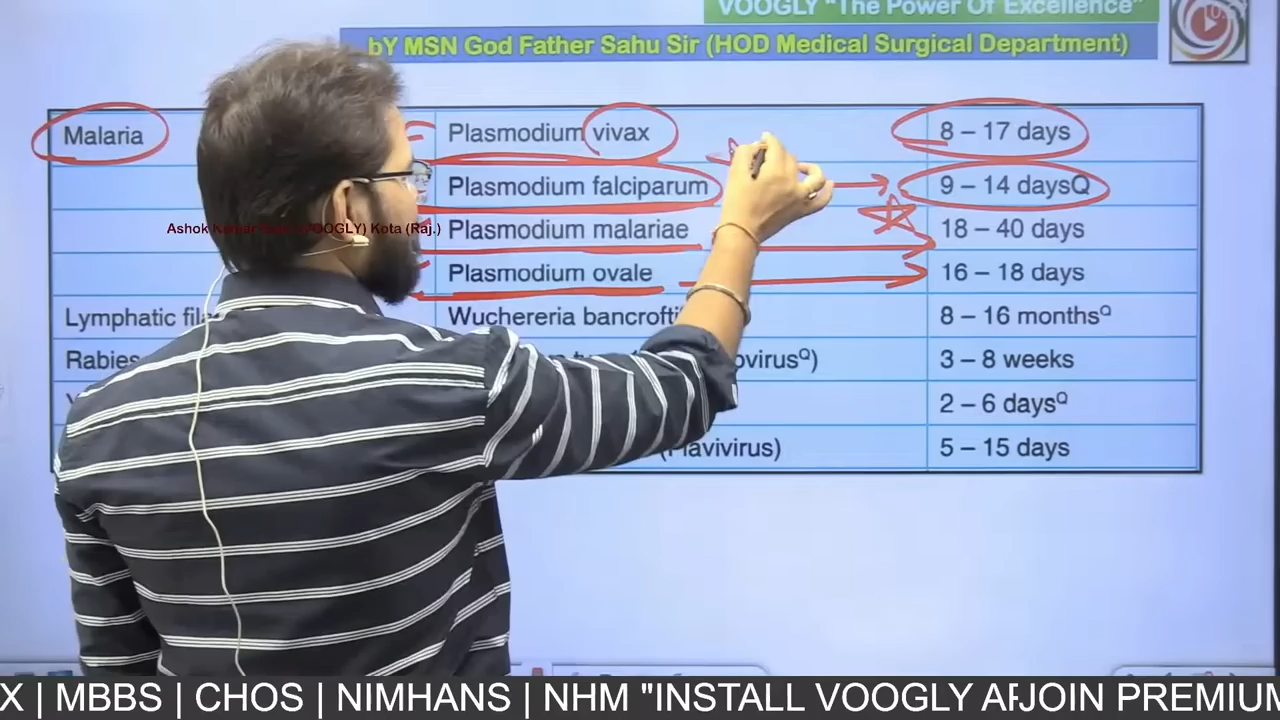 VOOGLY "The Power Of Excellence"
bY MSN God Father Sahu Sir (HOD Medical Surgical Department)
Malaria Plasmodium vivax 8 – 17 days
Plasmodium falciparum 9 – 14 daysQ
Ashok Kota (Raj.)
Plasmodium malariae 18 – 40 days
Plasmodium ovale 16 – 18 days
Lymphatic Wuchereria bancrofti 8 – 16 monthsQ
Rabies 3 – 8 weeks
2 – 6 daysQ
(Flavivirus) 5 – 15 days
X | MBBS | CHOS | NIMHANS | NHM "INSTALL VOOGLY JOIN PREMIUM